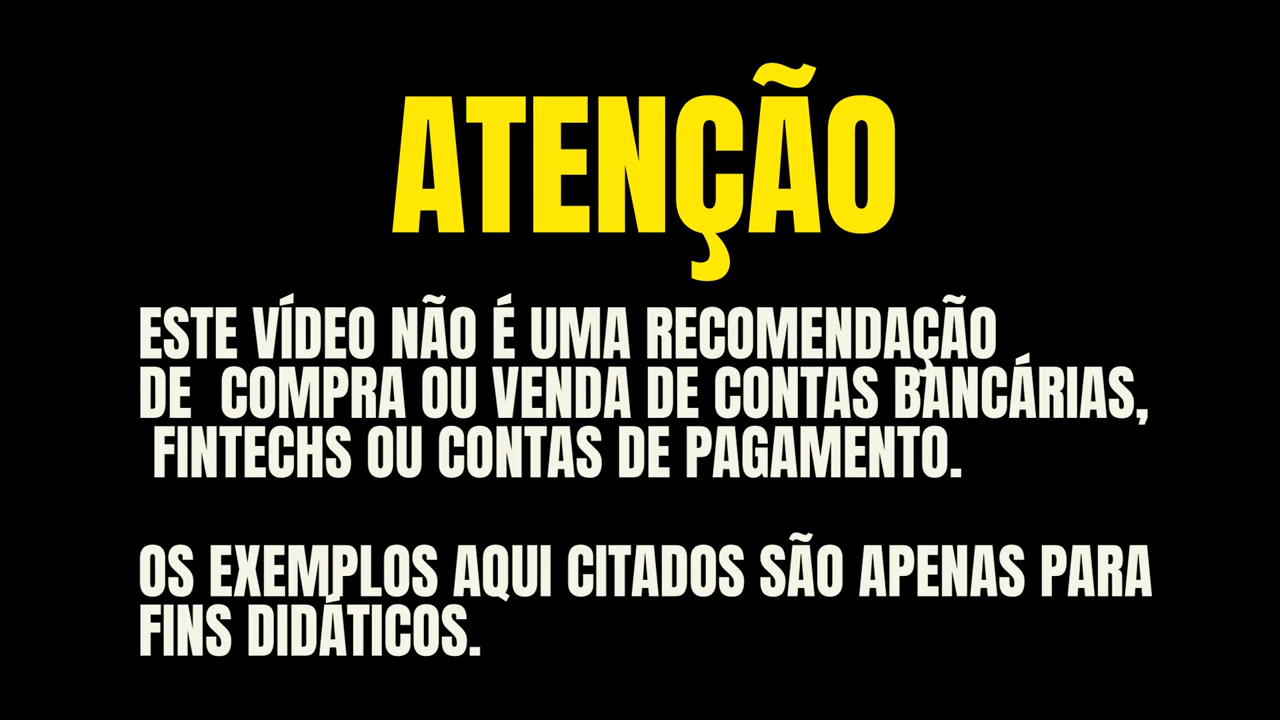 ATENÇÃO
ESTE VÍDEO NÃO É UMA RECOMENDAÇÃO
DE COMPRA OU VENDA DE CONTAS BANCÁRIAS,
FINTECHS OU CONTAS DE PAGAMENTO.
OS EXEMPLOS AQUI CITADOS SÃO APENAS PARA
FINS DIDÁTICOS.